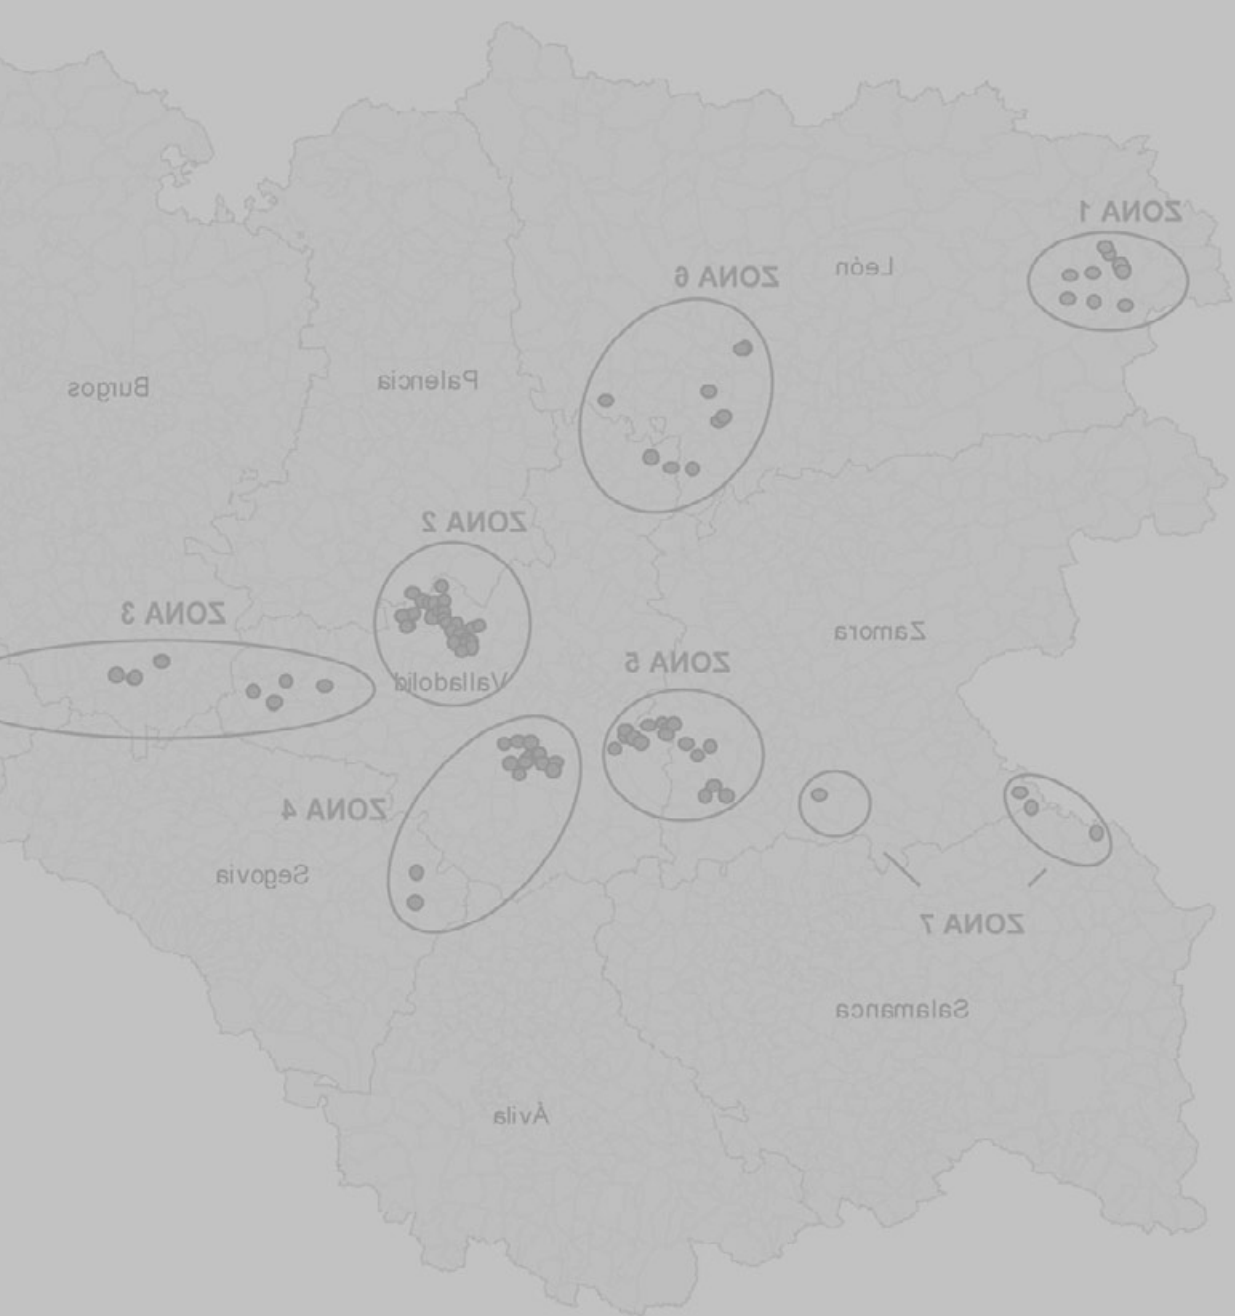 ZONA 1
ZONA 6
León
Palencia
Burgos
ZONA 2
ZONA 3
Zamora
ZONA 5
Valladolid
ZONA 4
Segovia
ZONA 7
Salamanca
Ávila